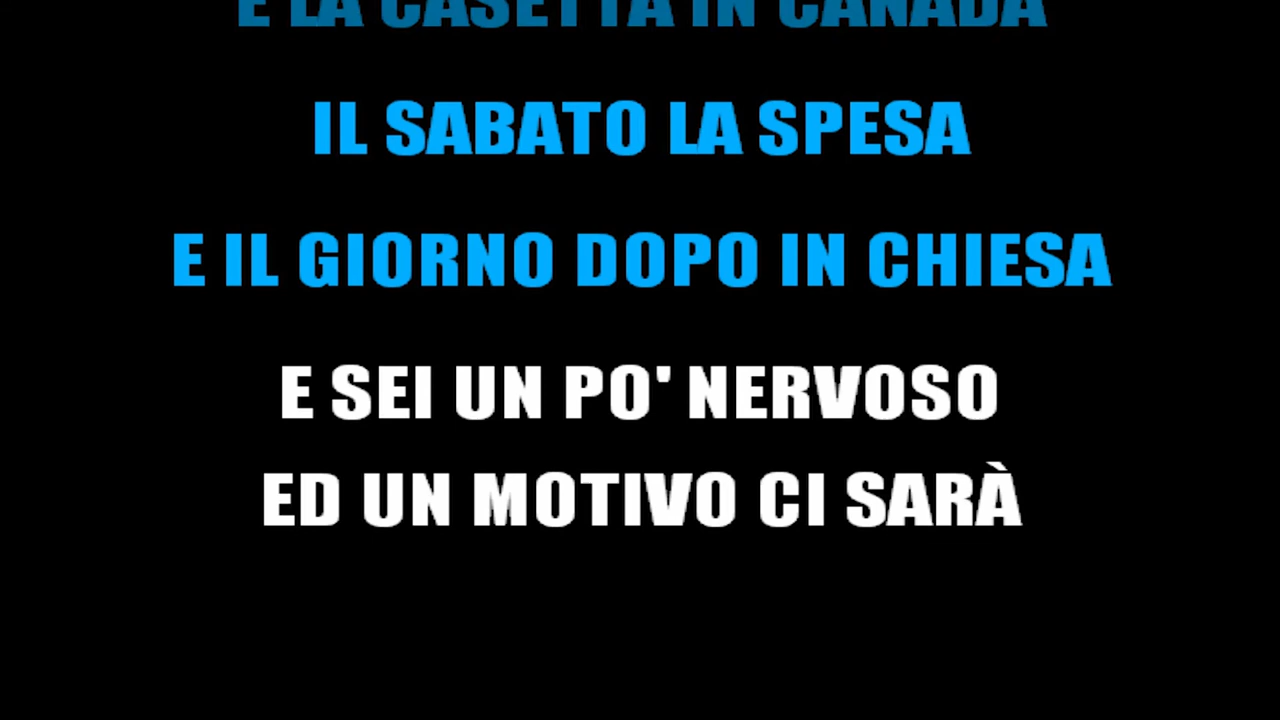 E LA CASETTA IN CANADA
IL SABATO LA SPESA
E IL GIORNO DOPO IN CHIESA
E SEI UN PO' NERVOSO
ED UN MOTIVO CI SARÀ